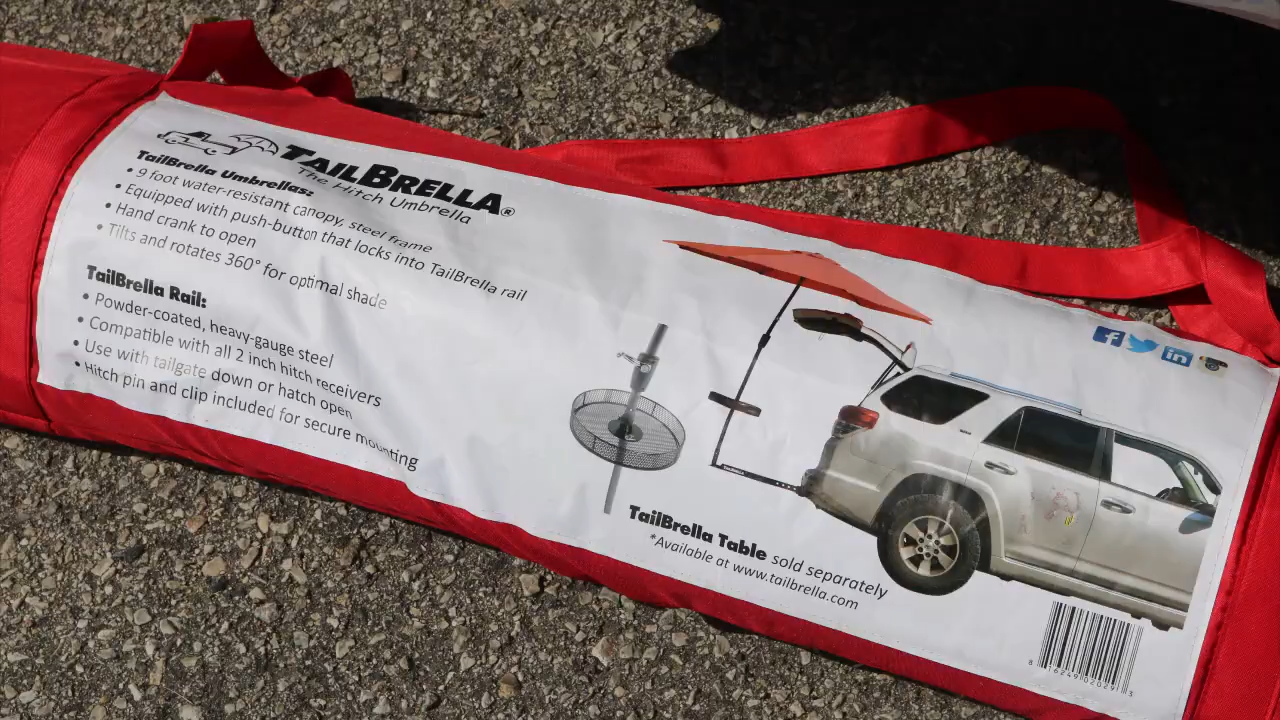 TAILBRELLA®
The Hitch Umbrella
TailBrella Umbrellas:
• 9 foot water-resistant canopy, steel frame
• Equipped with push-button that locks into TailBrella rail
• Hand crank to open
• Tilts and rotates 360° for optimal shade
TailBrella Rail:
• Powder-coated, heavy-gauge steel
• Compatible with all 2 inch hitch receivers
• Use with tailgate down or hatch open
• Hitch pin and clip included for secure mounting
TailBrella Table sold separately
*Available at www.tailbrella.com